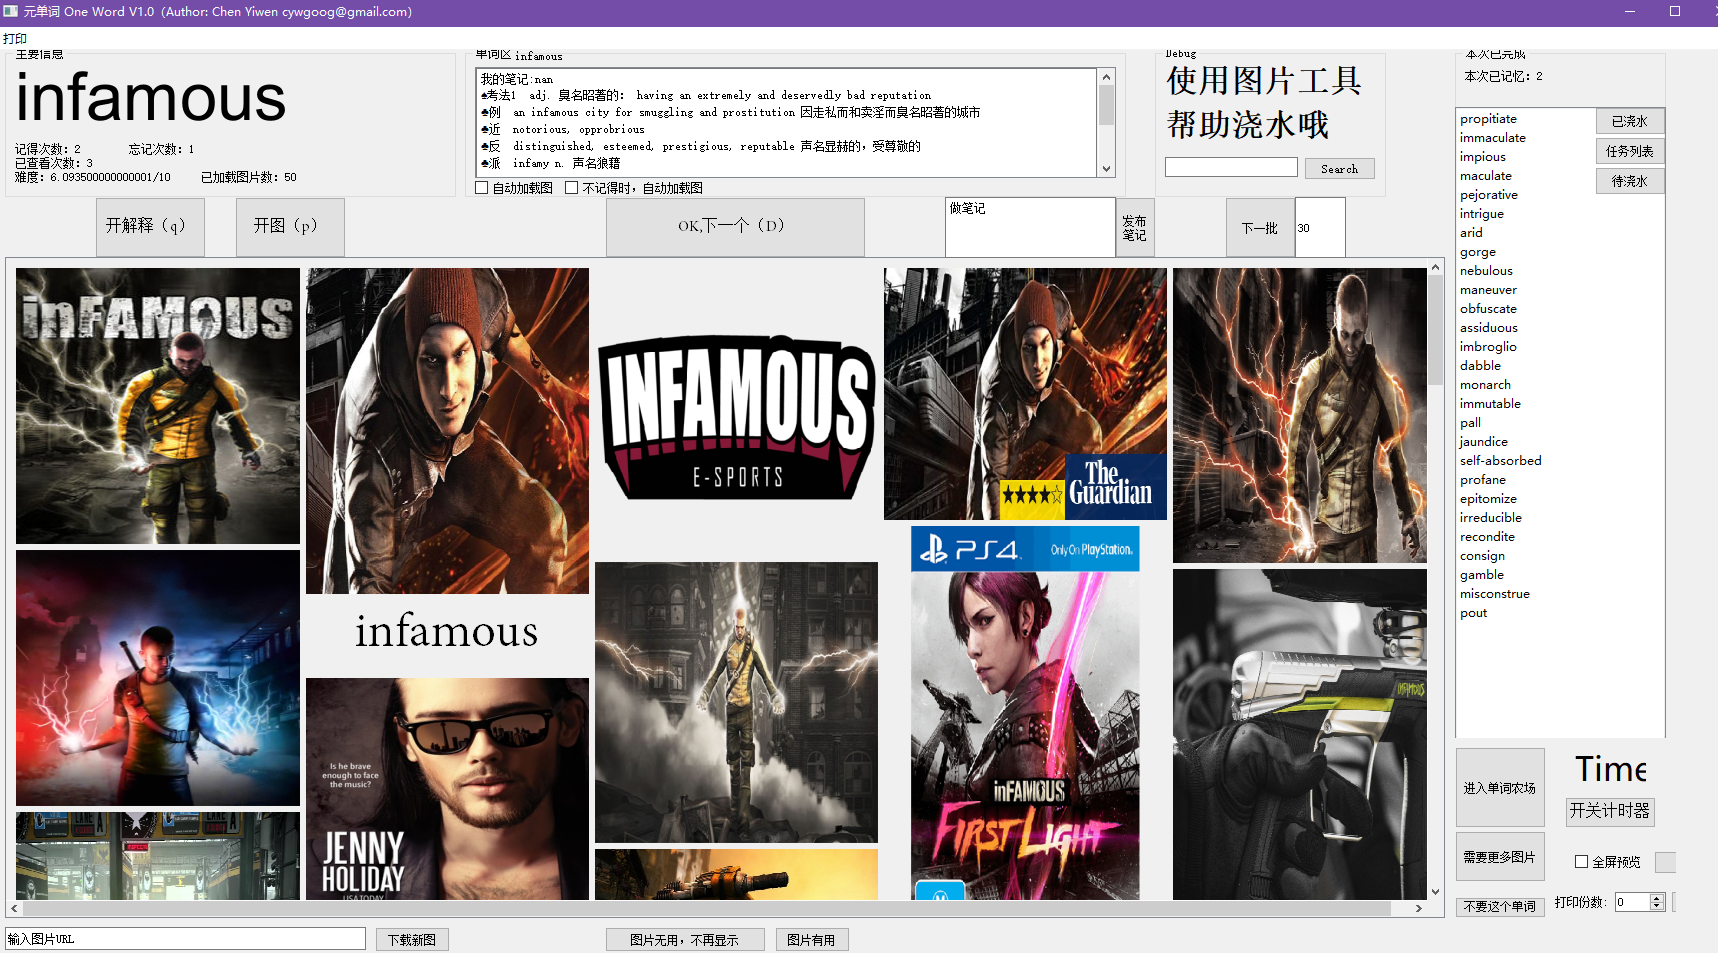 元单词 One Word V1.0  (Author: Chen Yiwen cywgoog@gmail.com)
打印
主要信息
infamous
记得次数: 2 忘记次数: 1
已查看次数: 3
难度: 6.093500000000001/10 已加载图片数: 50
单词区 infamous
我的笔记:nan
♠考法1 adj. 臭名昭著的: having an extremely and deservedly bad reputation
♠例 an infamous city for smuggling and prostitution 因走私而和卖淫而臭名昭著的城市
♠近 notorious, opprobrious
♠反 distinguished, esteemed, prestigious, reputable 声名显赫的，受尊敬的
♠派 infamy n. 声名狼藉
自动加载图 不记得时，自动加载图
Debug
使用图片工具
帮助浇水哦
Search
本次已完成
本次已记忆: 2
开解释（q） 开图（p） OK,下一个（D） 做笔记 发布
笔记
下一批 30
propitiate
immaculate
impious
maculate
pejorative
intrigue
arid
gorge
nebulous
maneuver
obfuscate
assiduous
imbroglio
dabble
monarch
immutable
pall
jaundice
self-absorbed
profane
epitomize
irreducible
recondite
consign
gamble
misconstrue
pout
已浇水
任务列表
待浇水
inFAMOUS
INFAMOUS
E-SPORTS
★★★★☆
The
Guardian
infamous
PS4 Only On PlayStation.
inFAMOUS
FIRST LIGHT
M
INFAMOUS
Is he brave
enough to face
the music?
JENNY
HOLIDAY
USA TODAY
LANE A
进入单词农场
Time
开关计时器
需要更多图片
全屏预览
不要这个单词
打印份数: 0
输入图片URL 下载新图 图片无用，不再显示 图片有用